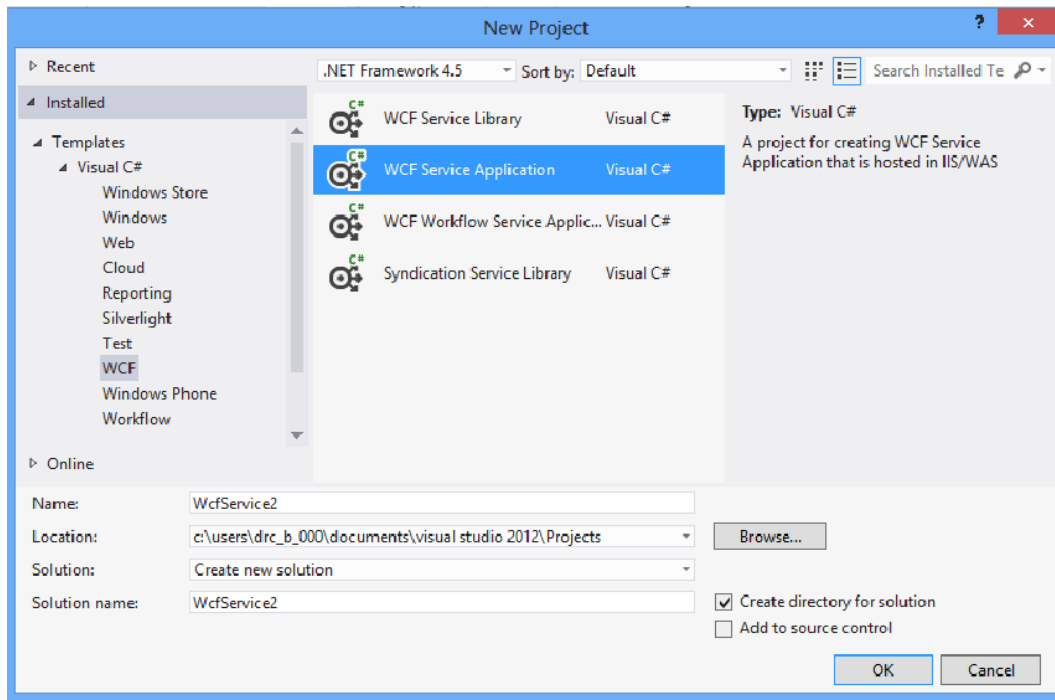 New Project
?
Recent
Installed
Templates
Visual C#
Windows Store
Windows
Web
Cloud
Reporting
Silverlight
Test
WCF
Windows Phone
Workflow
Online
.NET Framework 4.5 Sort by: Default
Search Installed Te
C# WCF Service Library Visual C#
C# WCF Service Application Visual C#
C# WCF Workflow Service Applic... Visual C#
C# Syndication Service Library Visual C#
Type: Visual C#
A project for creating WCF Service
Application that is hosted in IIS/WAS
Name: WcfService2
Location: c:\users\drc_b_000\documents\visual studio 2012\Projects Browse...
Solution: Create new solution
Solution name: WcfService2
Create directory for solution
Add to source control
OK Cancel